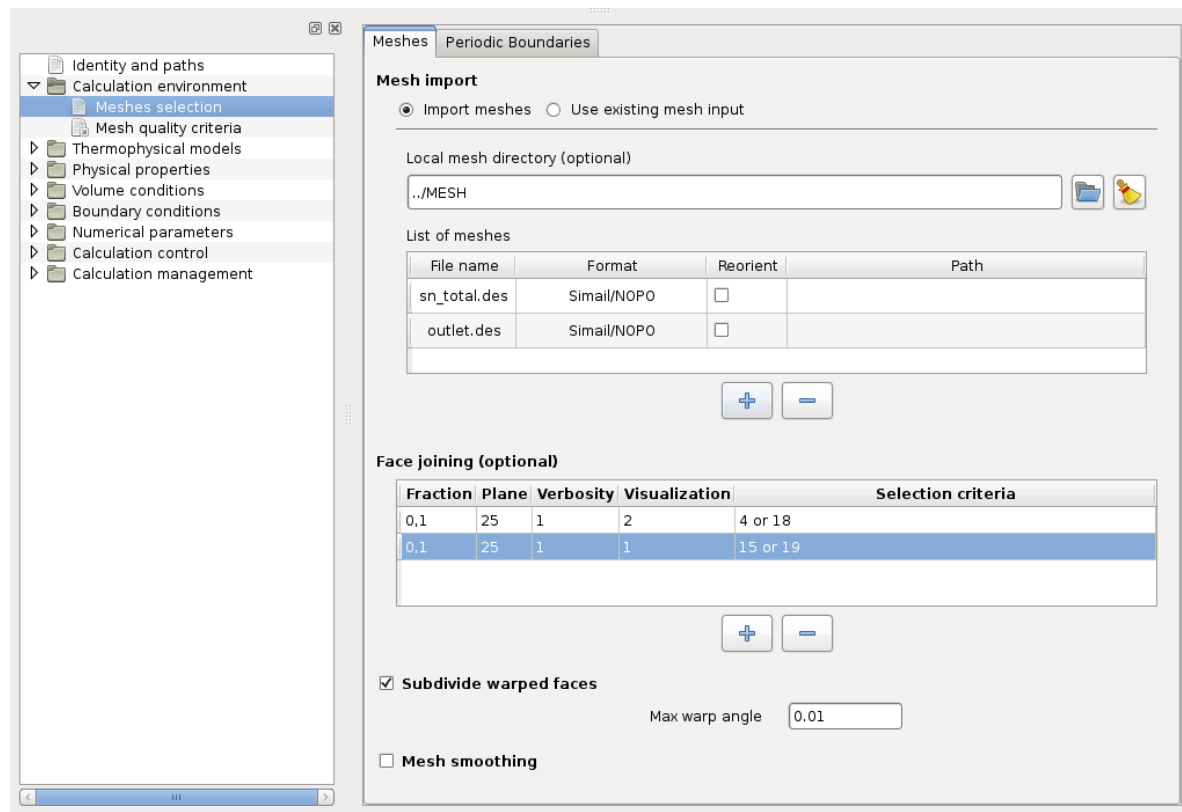 Identity and paths
Calculation environment
Meshes selection
Mesh quality criteria
Thermophysical models
Physical properties
Volume conditions
Boundary conditions
Numerical parameters
Calculation control
Calculation management
Meshes Periodic Boundaries
Mesh import
Import meshes Use existing mesh input
Local mesh directory (optional)
../MESH
List of meshes
File name Format Reorient Path
sn_total.des Simail/NOPO
outlet.des Simail/NOPO
Face joining (optional)
Fraction Plane Verbosity Visualization Selection criteria
0,1 25 1 2 4 or 18
0,1 25 1 1 15 or 19
Subdivide warped faces
Max warp angle 0.01
Mesh smoothing